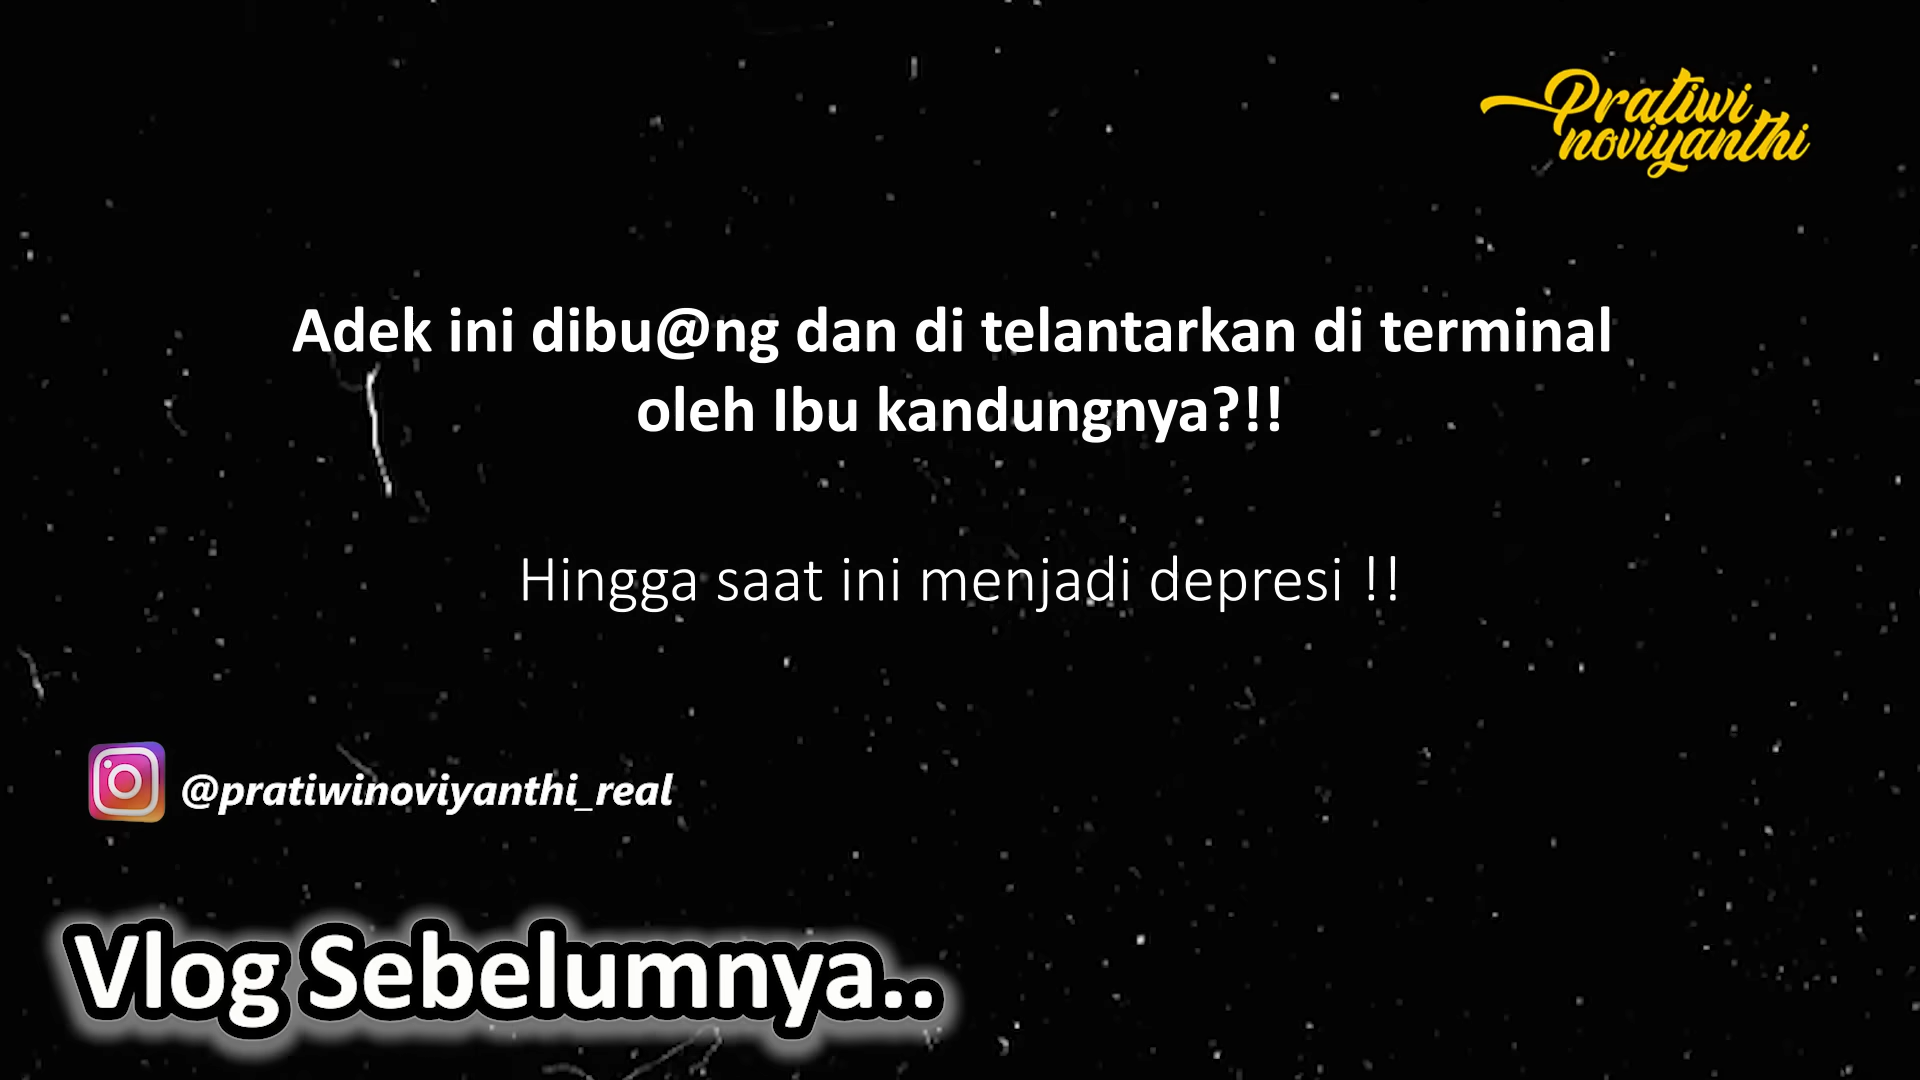 Pratiwi
noviyanthi
Adek ini dibu@ng dan di telantarkan di terminal
oleh Ibu kandungnya?!!
Hingga saat ini menjadi depresi !!
@pratiwinoviyanthi_real
Vlog Sebelumnya..